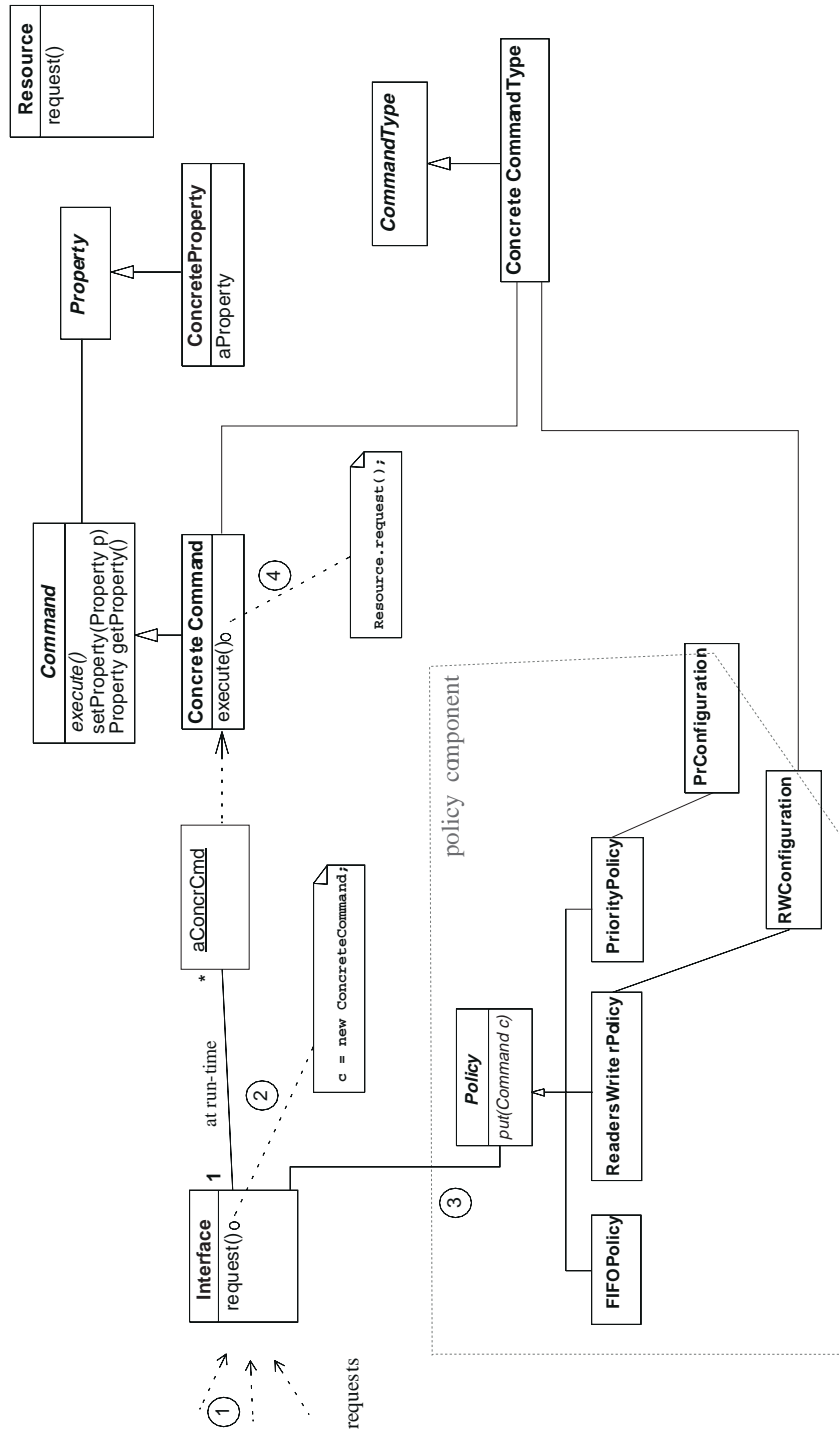 Resource
request()
Property
ConcreteProperty
aProperty
Command
execute()
setProperty(Property p)
Property getProperty()
CommandType
Concrete CommandType
Concrete Command
execute()
4
Resource.request();
aConcrCmd
*
at run-time
1
2
c = new ConcreteCommand;
Interface
request()
1
requests
3
policy component
Policy
put(Command c)
FIFOPolicy
ReadersWriterPolicy
PriorityPolicy
PrConfiguration
RWConfiguration